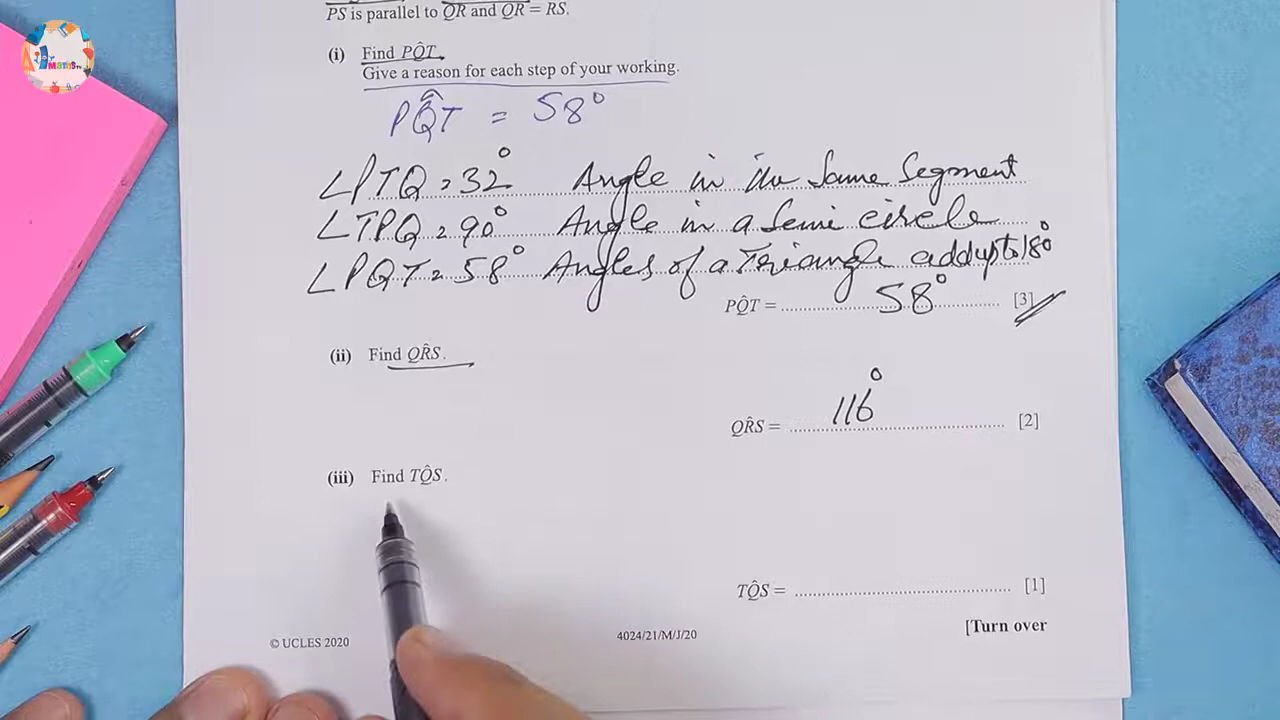 PS is parallel to QR and QR = RS.
(i) Find PQ̂T.
Give a reason for each step of your working.
PQ̂T = 58°
∠PTQ = 32° Angle in the Same Segment
∠TPQ = 90° Angle in a Semi circle
∠PQT = 58° Angles of a Triangle add up to 180°
PQ̂T = 58° [3]
(ii) Find QR̂S.
116°
QR̂S = [2]
(iii) Find TQ̂S.
TQ̂S = [1]
© UCLES 2020 4024/21/M/J/20 [Turn over